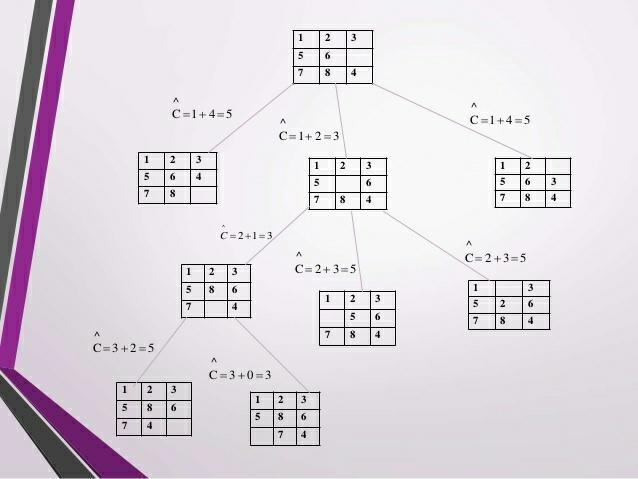 1 2 3
5 6
7 8 4
^
C = 1 + 4 = 5
^
C = 1 + 2 = 3
^
C = 1 + 4 = 5
1 2 3
5 6 4
7 8
1 2 3
5 6
7 8 4
1 2
5 6 3
7 8 4
^
C = 2 + 1 = 3
^
C = 2 + 3 = 5
^
C = 2 + 3 = 5
1 2 3
5 8 6
7 4
1 2 3
5 6
7 8 4
1 3
5 2 6
7 8 4
^
C = 3 + 2 = 5
^
C = 3 + 0 = 3
1 2 3
5 8 6
7 4
1 2 3
5 8 6
7 4